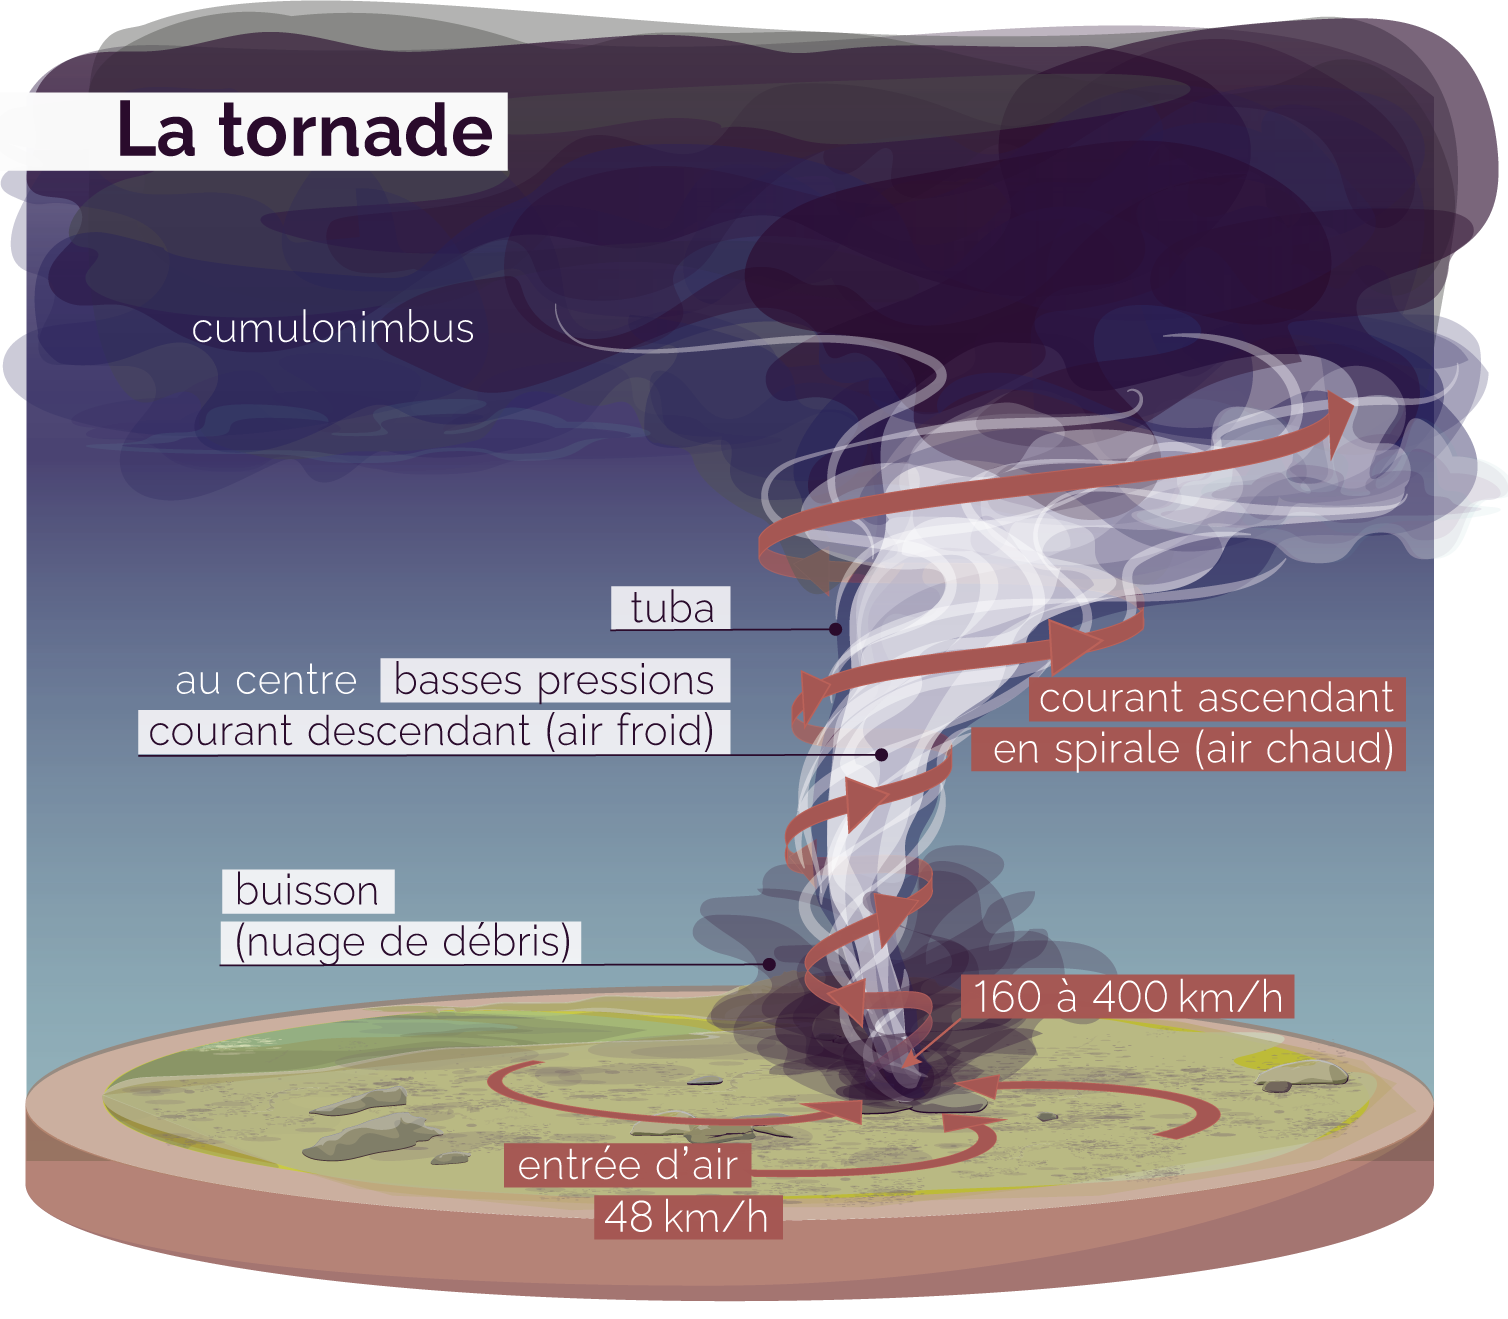 La tornade
cumulonimbus
tuba
au centre basses pressions
courant descendant (air froid)
courant ascendant
en spirale (air chaud)
buisson
(nuage de débris)
160 à 400 km/h
entrée d'air
48 km/h